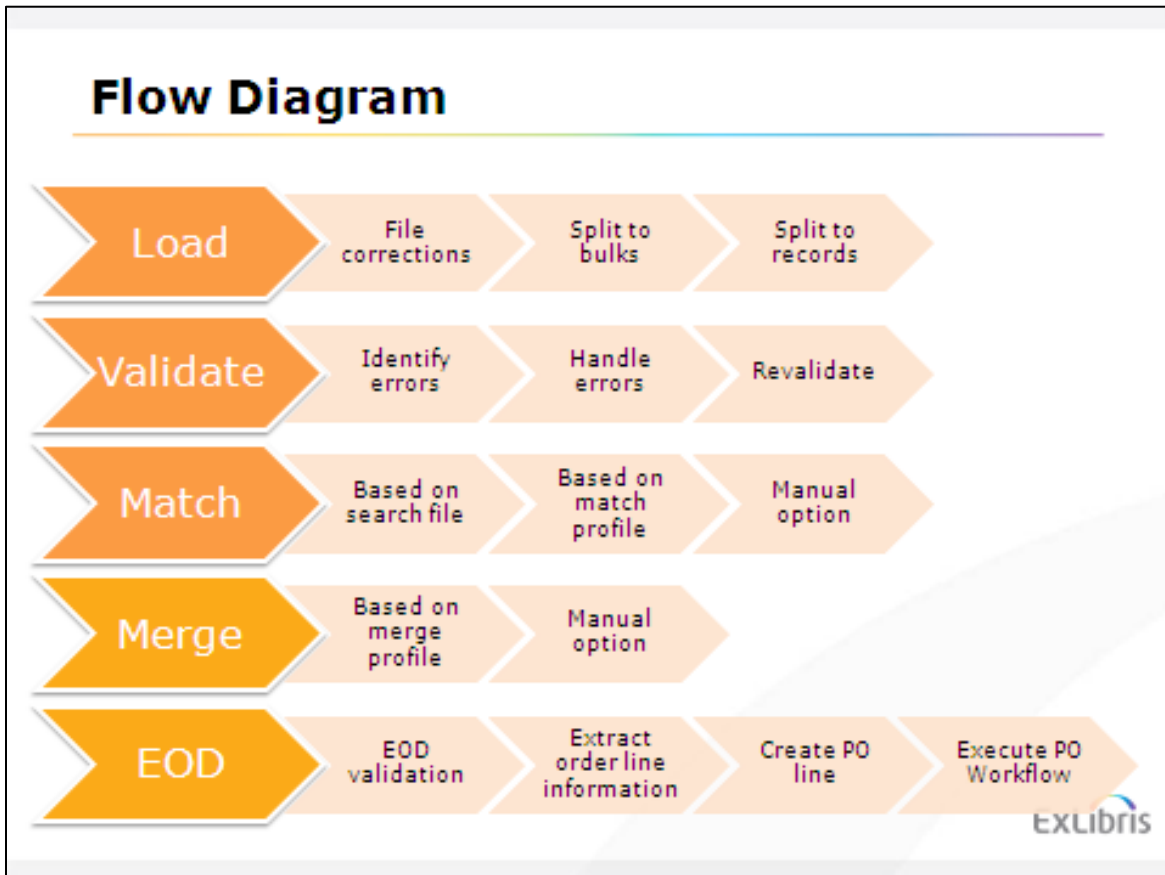 Flow Diagram
Load
File
corrections
Split to
bulks
Split to
records
Validate
Identify
errors
Handle
errors
Revalidate
Match
Based on
search file
Based on
match
profile
Manual
option
Merge
Based on
merge
profile
Manual
option
EOD
EOD
validation
Extract
order line
information
Create PO
line
Execute PO
Workflow
ExLibris